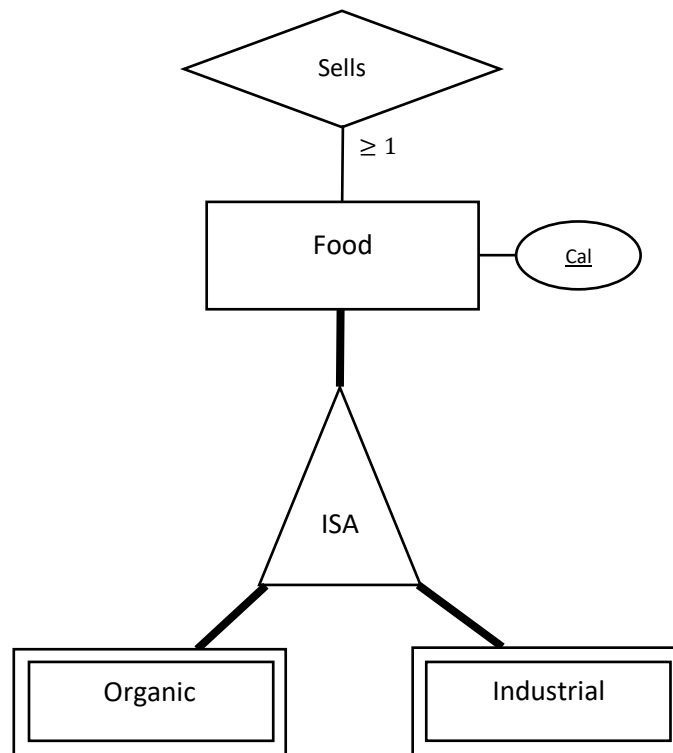 Sells
≥ 1
Food
Cal
ISA
Organic
Industrial